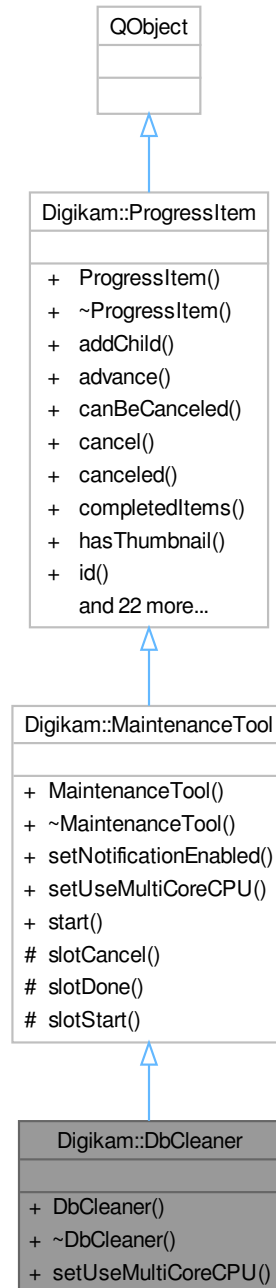 QObject
Digikam::ProgressItem
+ ProgressItem()
+ ~ProgressItem()
+ addChild()
+ advance()
+ canBeCanceled()
+ cancel()
+ canceled()
+ completedItems()
+ hasThumbnail()
+ id()
and 22 more...
Digikam::MaintenanceTool
+ MaintenanceTool()
+ ~MaintenanceTool()
+ setNotificationEnabled()
+ setUseMultiCoreCPU()
+ start()
# slotCancel()
# slotDone()
# slotStart()
Digikam::DbCleaner
+ DbCleaner()
+ ~DbCleaner()
+ setUseMultiCoreCPU()